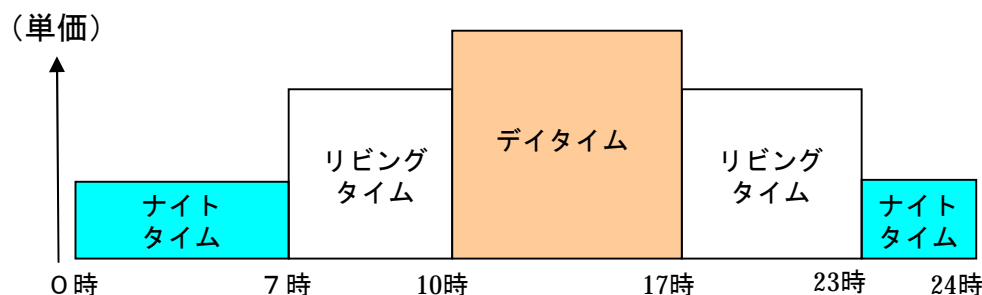 （単価）
デイタイム
リビング
タイム
リビング
タイム
ナイト
タイム
ナイト
タイム
０時
７時
10時
17時
23時
24時